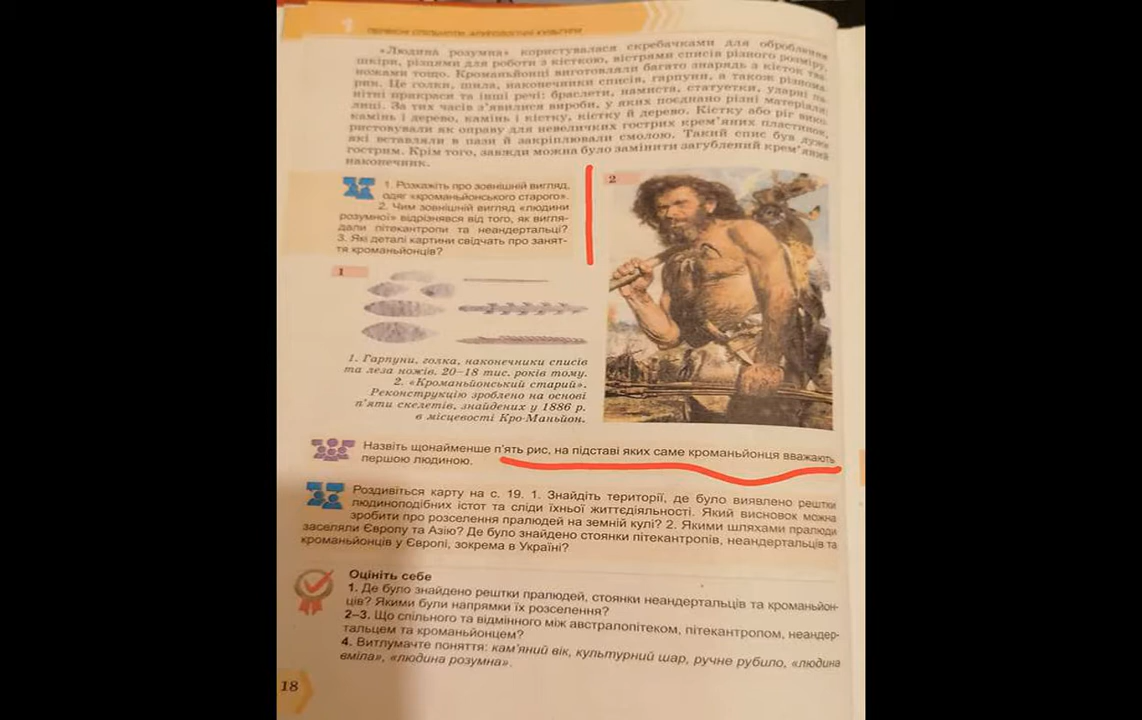 1 ПЕРВІСНІ СПІЛЬНОТИ. АГРОЛОГІЧНІ КУЛЬТУРИ
«Людина розумна» користувалася скребачками для оброблення
шкіри, різцями для роботи з кісткою, вістрями списів різного розміру,
ножами тощо. Кроманьйонці виготовляли багато знарядь з кісток
рин. Це голки, шила, наконечники списів, гарпуни, а також різнома
нітні прикраси та інші речі: браслети, намиста, статуетки, ударні
лиці. За тих часів з'явилися вироби, у яких поєднано різні матеріали:
камінь і дерево, камінь і кістку, кістку й дерево. Кістку або ріг вико
ристовували як оправу для невеличких гострих крем'яних пластинок,
які вставляли в пази й закріплювали смолою. Такий спис був дуже
гострим. Крім того, завжди можна було замінити загублений крем'яний
наконечник.
1. Розкажіть про зовнішній вигляд,
одяг «кроманьйонського старого».
2. Чим зовнішній вигляд «людини
розумної» відрізнявся від того, як вигля-
дали пітекантропи та неандертальці?
3. Які деталі картини свідчать про занят-
тя кроманьйонців?
2
1
1. Гарпуни, голка, наконечники списів
та леза ножів. 20–18 тис. років тому.
2. «Кроманьйонський старий».
Реконструкцію зроблено на основі
п'яти скелетів, знайдених у 1886 р.
в місцевості Кро-Маньйон.
Назвіть щонайменше п'ять рис, на підставі яких саме кроманьйонця вважають
першою людиною.
Роздивіться карту на с. 19. 1. Знайдіть території, де було виявлено рештки
людиноподібних істот та сліди їхньої життєдіяльності. Який висновок можна
зробити про розселення пралюдей на земній кулі? 2. Якими шляхами пралюди
заселяли Європу та Азію? Де було знайдено стоянки пітекантропів, неандертальців та
кроманьйонців у Європі, зокрема в Україні?
Оцініть себе
1. Де було знайдено рештки пралюдей, стоянки неандертальців та кроманьйон-
ців? Якими були напрямки їх розселення?
2–3. Що спільного та відмінного між австралопітеком, пітекантропом, неандер-
тальцем та кроманьйонцем?
4. Витлумачте поняття: кам'яний вік, культурний шар, ручне рубило, «людина
вміла», «людина розумна».
18